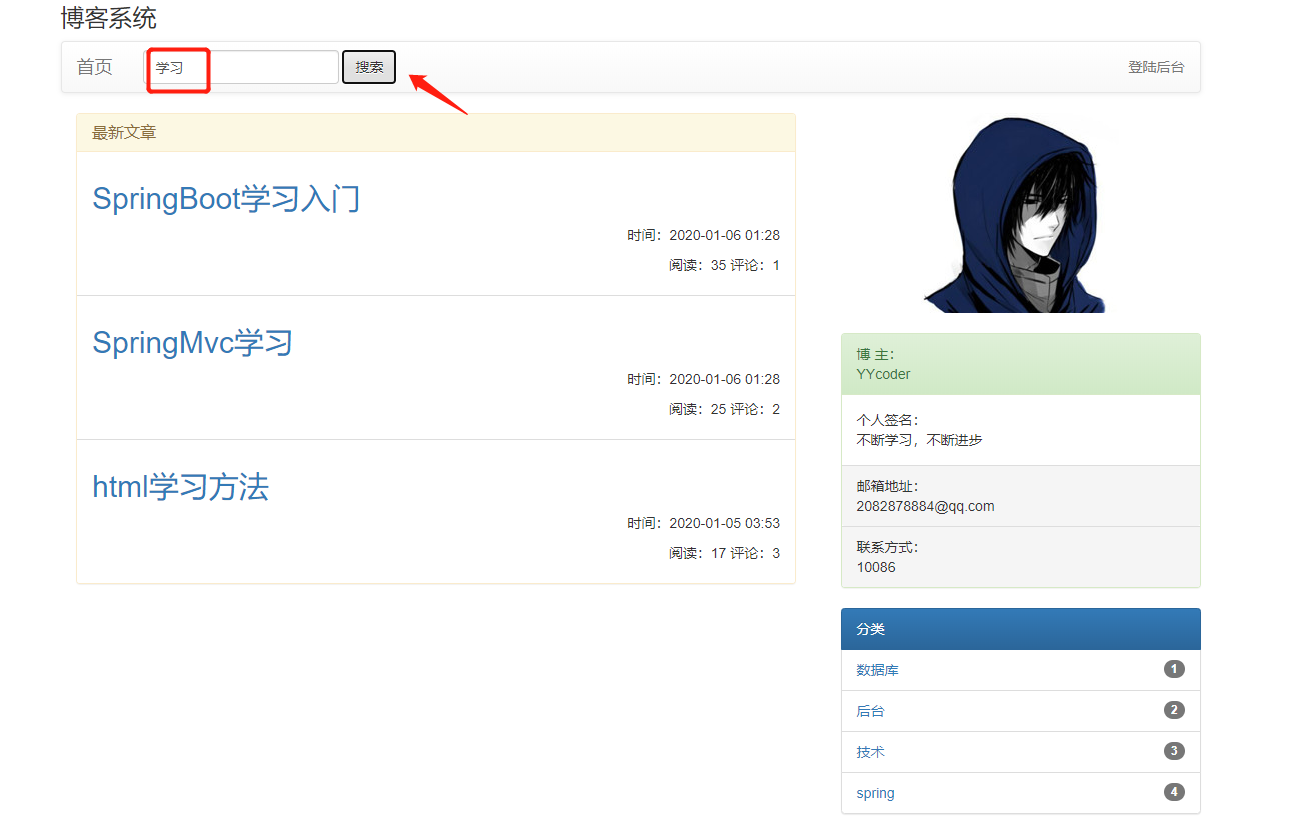 博客系统
首页 学习 搜索 登陆后台
最新文章
SpringBoot学习入门
时间：2020-01-06 01:28
阅读：35 评论：1
SpringMvc学习
时间：2020-01-06 01:28
阅读：25 评论：2
html学习方法
时间：2020-01-05 03:53
阅读：17 评论：3
博 主：
YYcoder
个人签名：
不断学习，不断进步
邮箱地址：
2082878884@qq.com
联系方式：
10086
分类
数据库 1
后台 2
技术 3
spring 4